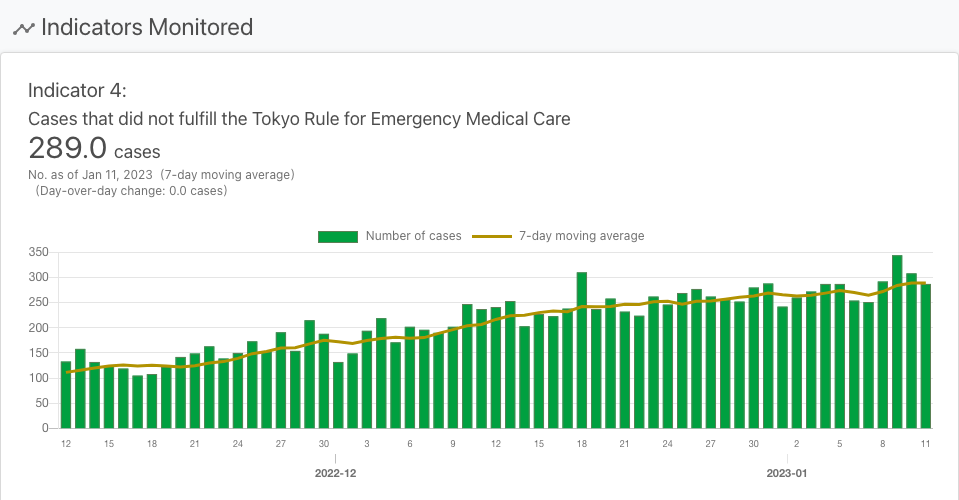 Indicators Monitored
Indicator 4:
Cases that did not fulfill the Tokyo Rule for Emergency Medical Care
289.0 cases
No. as of Jan 11, 2023 (7-day moving average)
(Day-over-day change: 0.0 cases)
Number of cases 7-day moving average
350
300
250
200
150
100
50
0
12 15 18 21 24 27 30 3 6 9 12 15 18 21 24 27 30 2 5 8 11
2022-12 2023-01